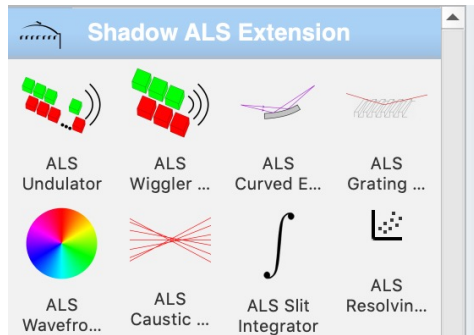 Shadow ALS Extension
ALS ALS ALS ALS
Undulator Wiggler ... Curved E... Grating ...
ALS ALS ALS Slit ALS
Wavefro... Caustic ... Integrator Resolvin...